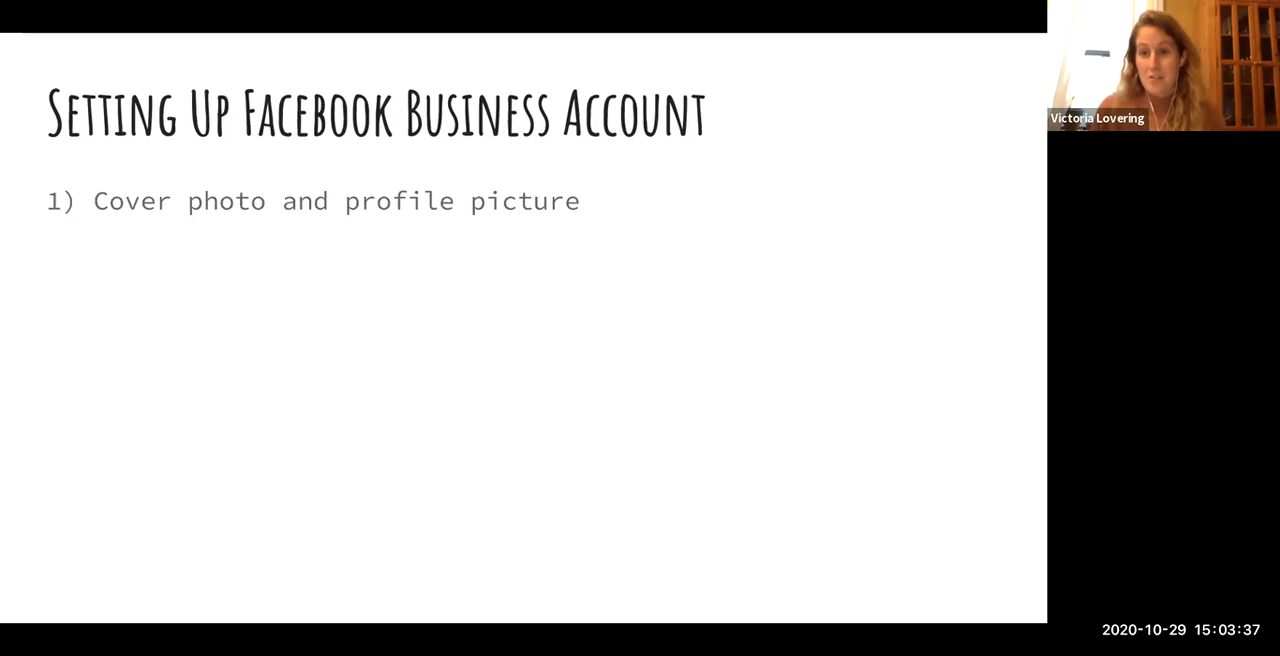 Setting Up Facebook Business Account
1) Cover photo and profile picture
Victoria Lovering
2020-10-29 15:03:37